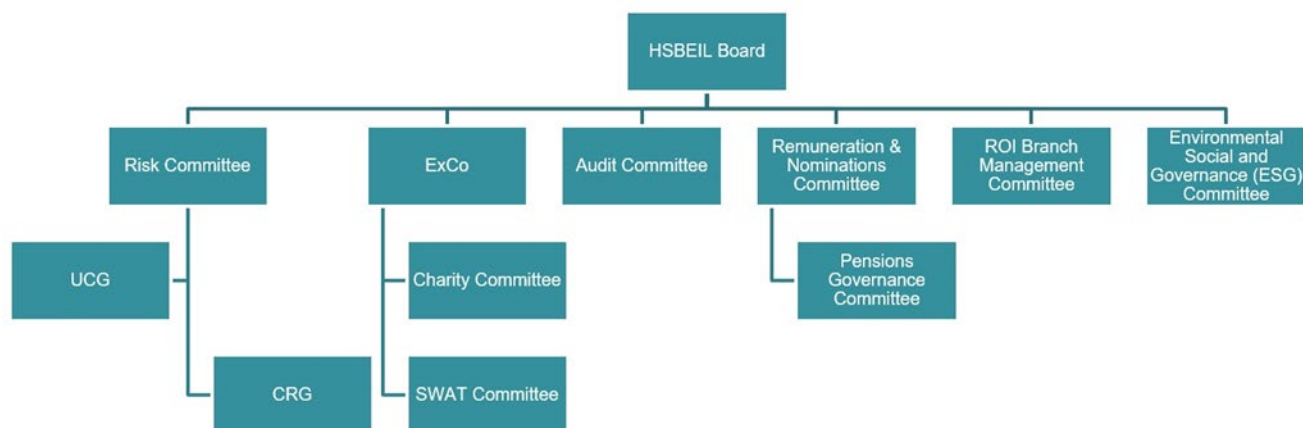 HSBEIL Board
Risk Committee
ExCo
Audit Committee
Remuneration &
Nominations
Committee
ROI Branch
Management
Committee
Environmental
Social and
Governance (ESG)
Committee
UCG
Charity Committee
Pensions
Governance
Committee
CRG
SWAT Committee